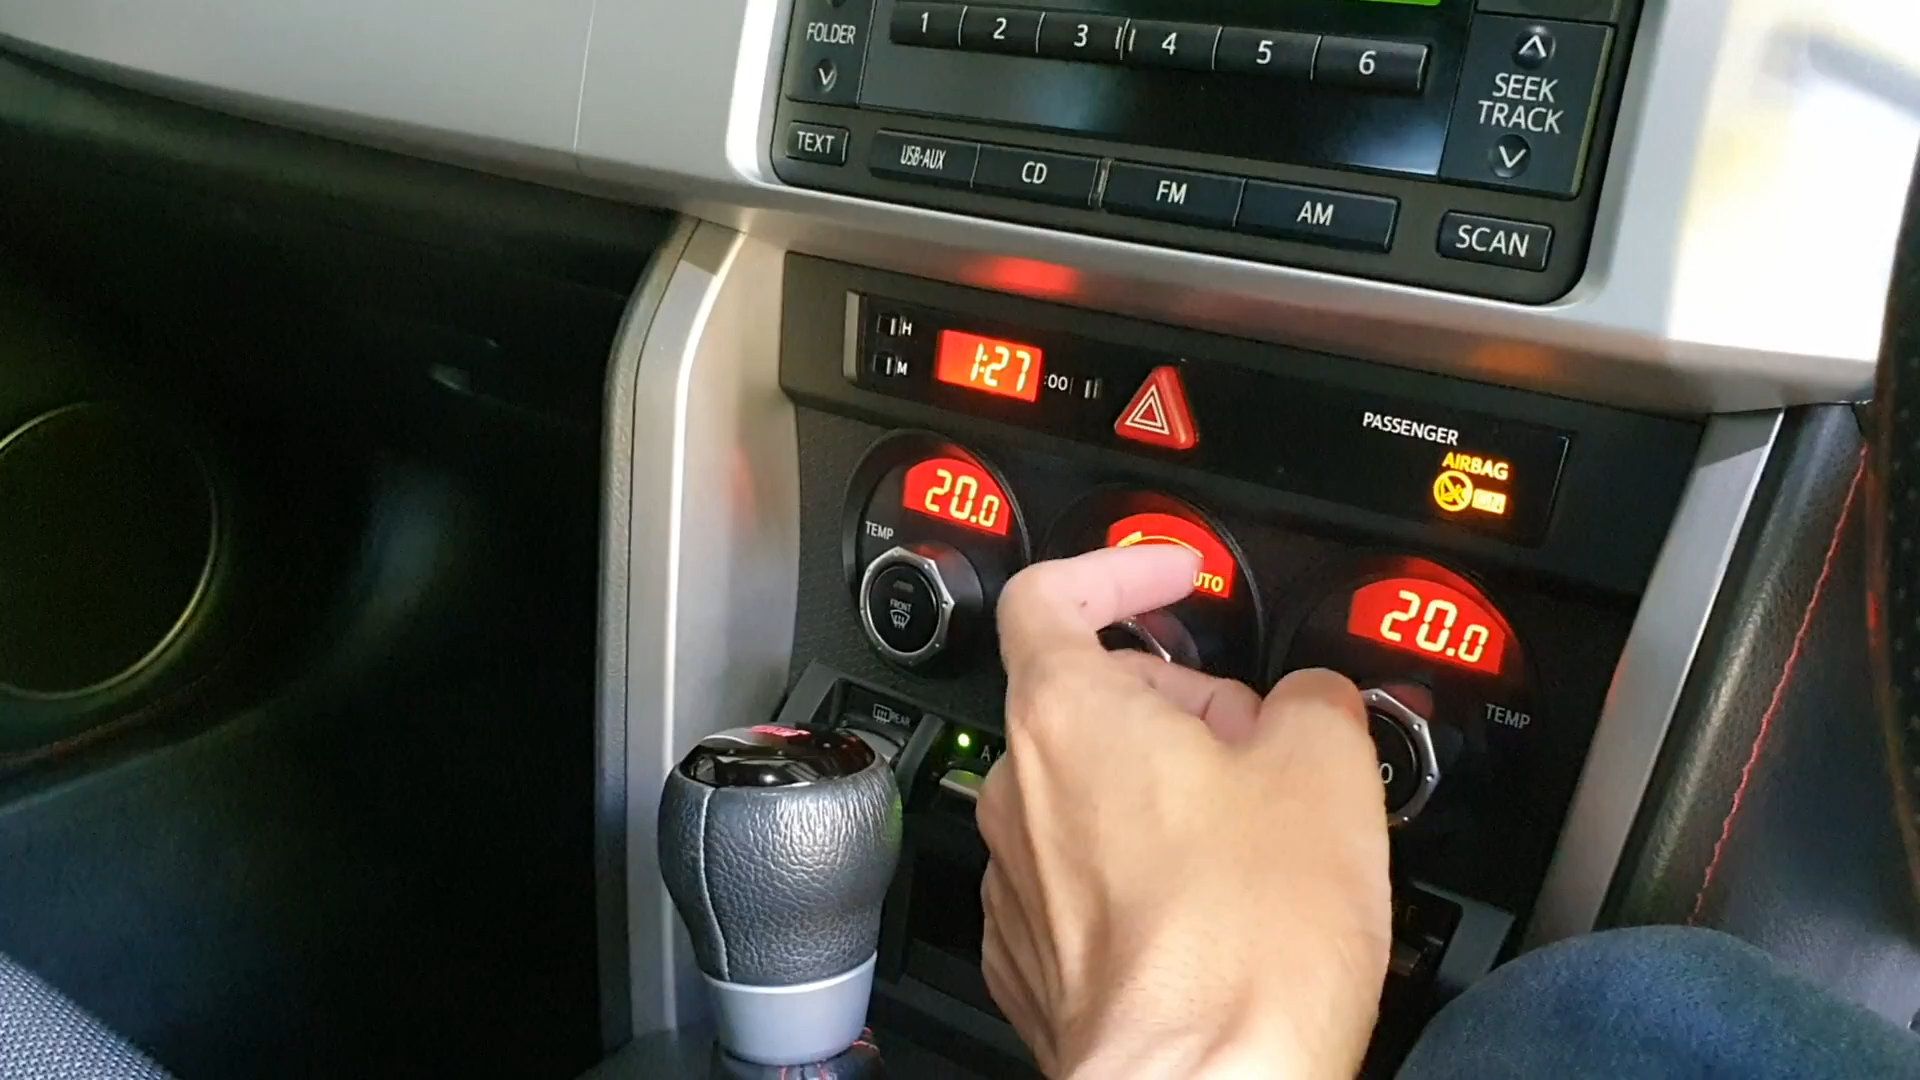 FOLDER
1 2 3 4 5 6
SEEK
TRACK
TEXT
USB·AUX CD FM AM
SCAN
H
M
1:27
:00
PASSENGER
AIRBAG
20.0
TEMP
FRONT
UTO
20.0
TEMP
REAR
A
O